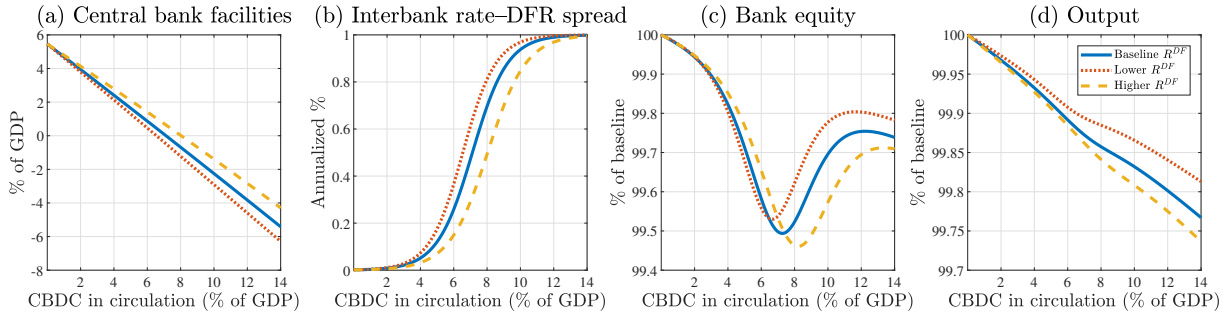 (a) Central bank facilities
% of GDP
6
4
2
0
-2
-4
-6
-8
0 2 4 6 8 10 12 14
CBDC in circulation (% of GDP)
(b) Interbank rate–DFR spread
Annualized %
1
0.8
0.6
0.4
0.2
0
2 4 6 8 10 12 14
CBDC in circulation (% of GDP)
(c) Bank equity
% of baseline
100
99.9
99.8
99.7
99.6
99.5
99.4
0 2 4 6 8 10 12 14
CBDC in circulation (% of GDP)
(d) Output
% of baseline
100
99.95
99.9
99.85
99.8
99.75
99.7
0 2 4 6 8 10 12 14
CBDC in circulation (% of GDP)
Baseline R^DF
Lower R^DF
Higher R^DF